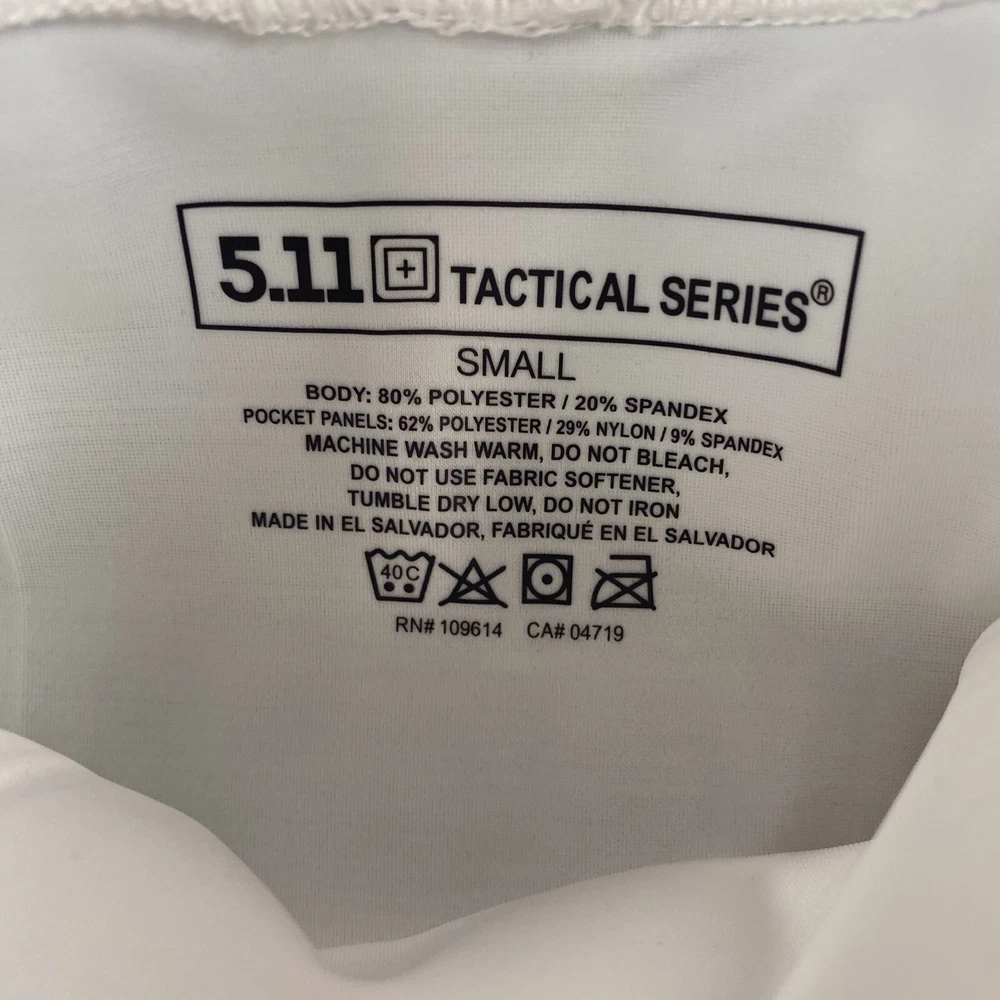 5.11 TACTICAL SERIES®
SMALL
BODY: 80% POLYESTER / 20% SPANDEX
POCKET PANELS: 62% POLYESTER / 29% NYLON / 9% SPANDEX
MACHINE WASH WARM, DO NOT BLEACH,
DO NOT USE FABRIC SOFTENER,
TUMBLE DRY LOW, DO NOT IRON
MADE IN EL SALVADOR, FABRIQUÉ EN EL SALVADOR
40C
RN# 109614 CA# 04719